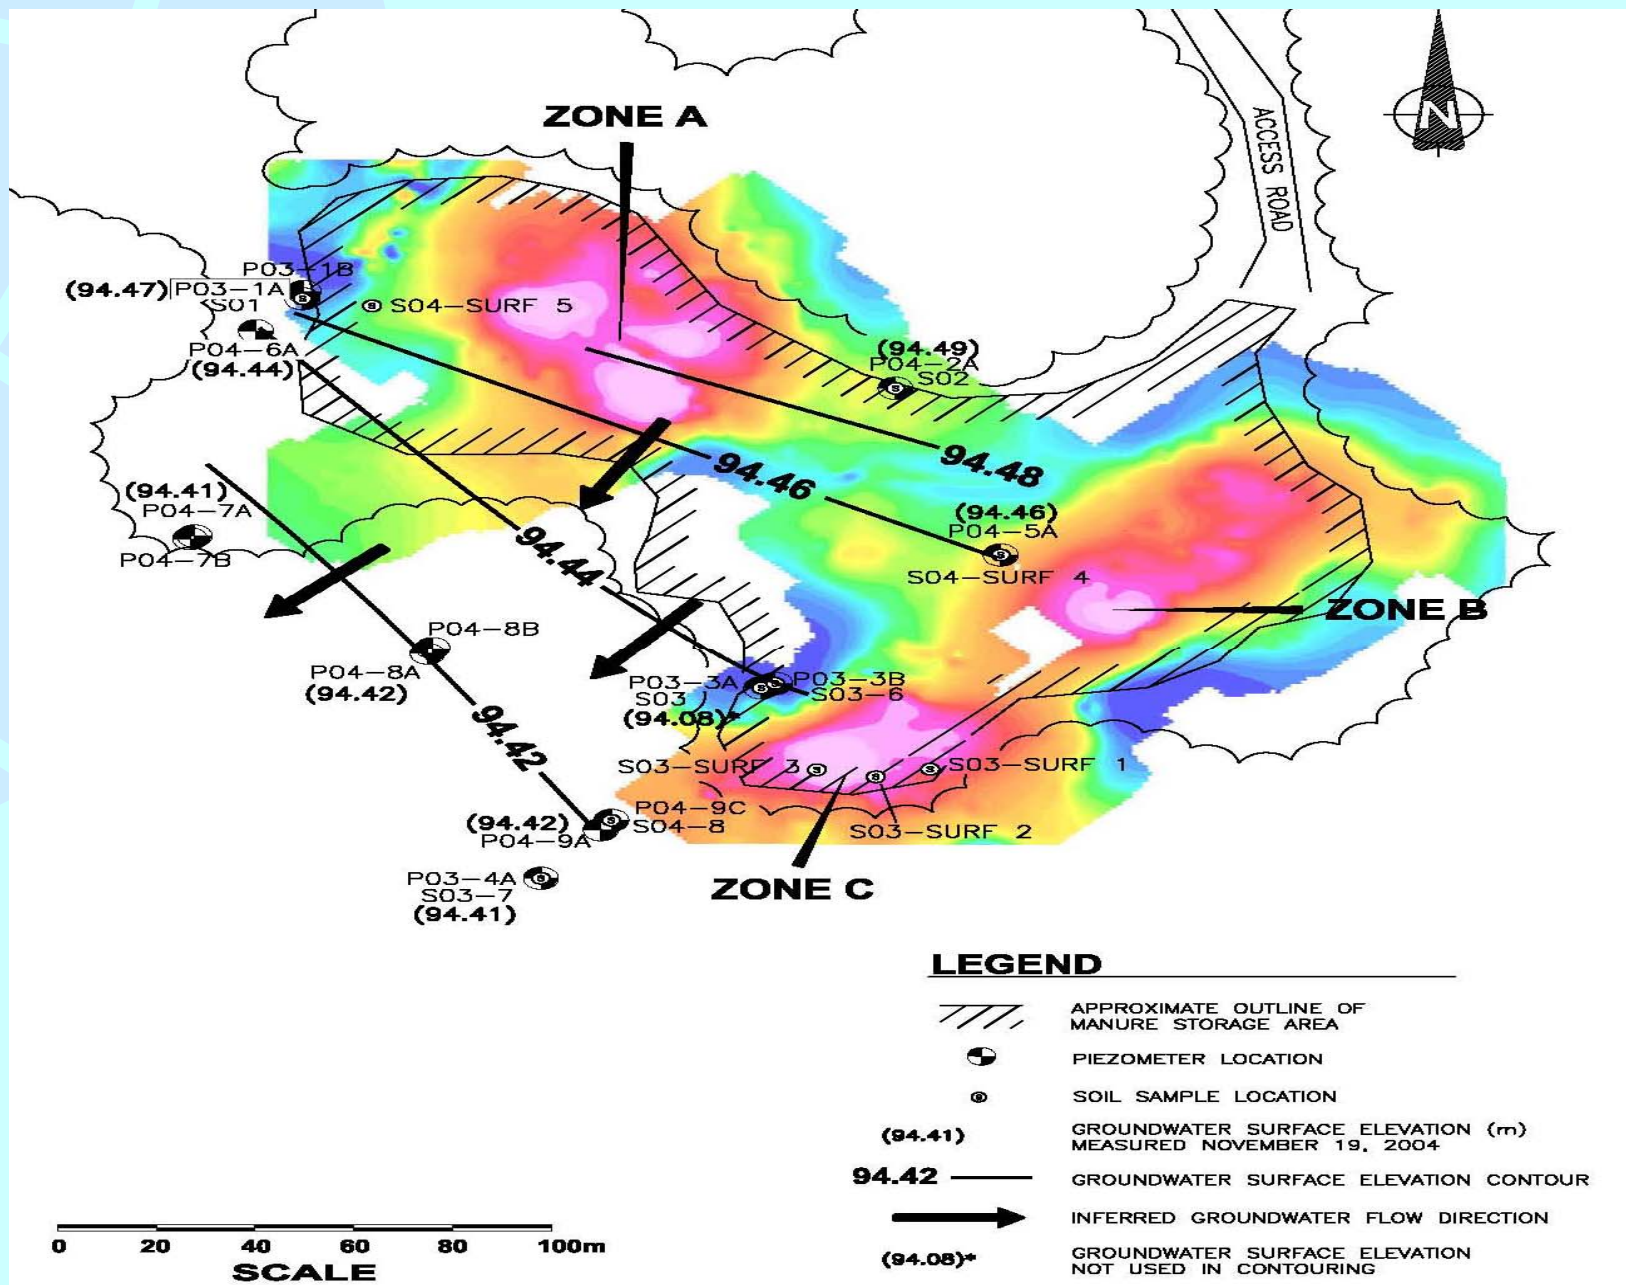 ZONE A
ACCESS ROAD
N
P03-1B
(94.47)
P03-1A
S01
S04-SURF 5
P04-6A
(94.44)
(94.49)
P04-2A
S02
94.48
94.46
(94.41)
P04-7A
P04-7B
(94.46)
P04-5A
S04-SURF 4
94.44
ZONE B
P04-8B
P04-8A
(94.42)
P03-3A
S03
(94.08)*
P03-3B
S03-6
94.42
S03-SURF 3
S03-SURF 1
S03-SURF 2
P04-9C
S04-8
(94.42)
P04-9A
P03-4A
S03-7
(94.41)
ZONE C
LEGEND
APPROXIMATE OUTLINE OF
MANURE STORAGE AREA
PIEZOMETER LOCATION
S SOIL SAMPLE LOCATION
(94.41) GROUNDWATER SURFACE ELEVATION (m)
MEASURED NOVEMBER 19, 2004
94.42 GROUNDWATER SURFACE ELEVATION CONTOUR
INFERRED GROUNDWATER FLOW DIRECTION
(94.08)* GROUNDWATER SURFACE ELEVATION
NOT USED IN CONTOURING
0 20 40 60 80 100m
SCALE